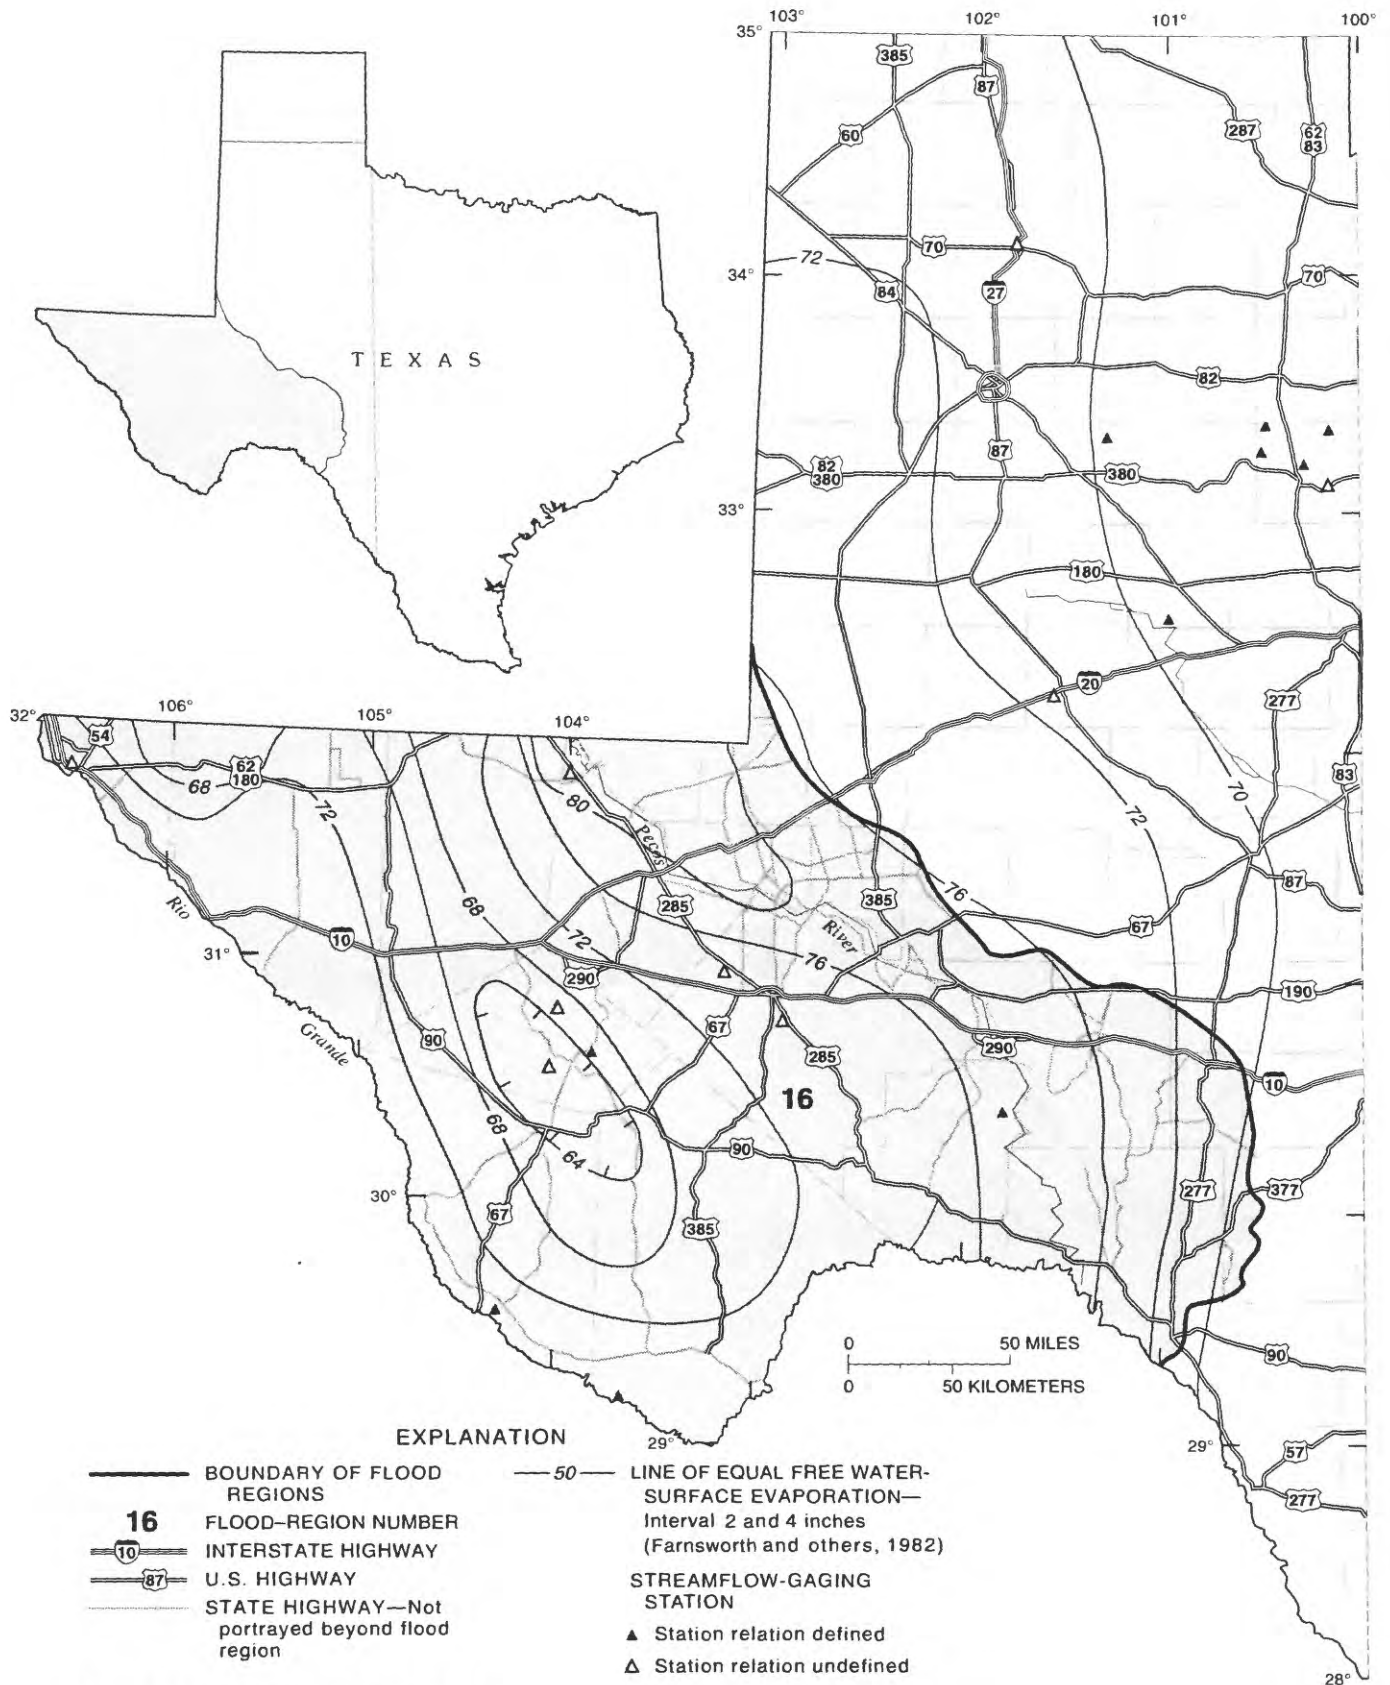 103°
102°
101°
100°
35°
385
87
60
287
62
83
72
70
70
34°
84
27
TEXAS
82
87
82
380
380
33°
180
20
277
32°
106°
105°
104°
54
62
180
68
72
80
Pecos
83
70
72
76
68
285
385
87
Rio
10
River
67
31°
72
76
290
190
Grande
90
67
285
290
10
16
68
90
64
30°
67
277
377
385
0 50 MILES
0 50 KILOMETERS
90
29°
29°
57
277
28°
EXPLANATION
BOUNDARY OF FLOOD
REGIONS
16 FLOOD–REGION NUMBER
10 INTERSTATE HIGHWAY
87 U.S. HIGHWAY
STATE HIGHWAY—Not
portrayed beyond flood
region
50 LINE OF EQUAL FREE WATER-
SURFACE EVAPORATION—
Interval 2 and 4 inches
(Farnsworth and others, 1982)
STREAMFLOW-GAGING
STATION
Station relation defined
Station relation undefined